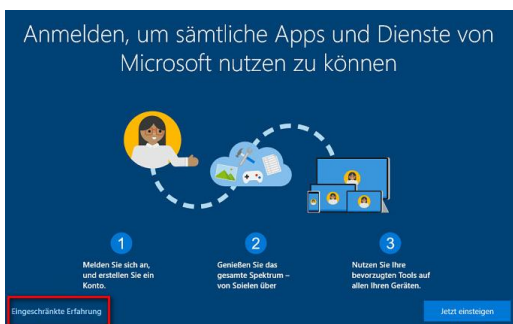 Anmelden, um sämtliche Apps und Dienste von
Microsoft nutzen zu können
1
Melden Sie sich an,
und erstellen Sie ein
Konto.
2
Genießen Sie das
gesamte Spektrum –
von Spielen über
3
Nutzen Sie Ihre
bevorzugten Tools auf
allen Ihren Geräten.
Eingeschränkte Erfahrung
Jetzt einsteigen